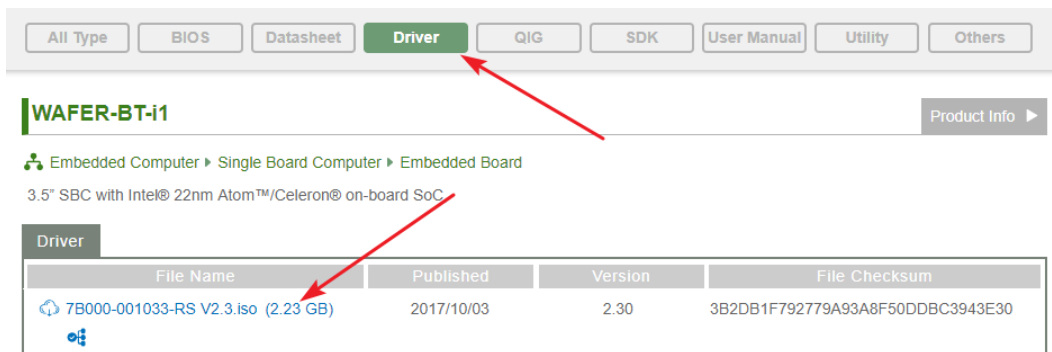 All Type BIOS Datasheet Driver QIG SDK User Manual Utility Others
WAFER-BT-i1
Product Info
Embedded Computer Single Board Computer Embedded Board
3.5" SBC with Intel® 22nm Atom™/Celeron® on-board SoC
Driver
File Name Published Version File Checksum
7B000-001033-RS V2.3.iso (2.23 GB) 2017/10/03 2.30 3B2DB1F792779A93A8F50DDBC3943E30